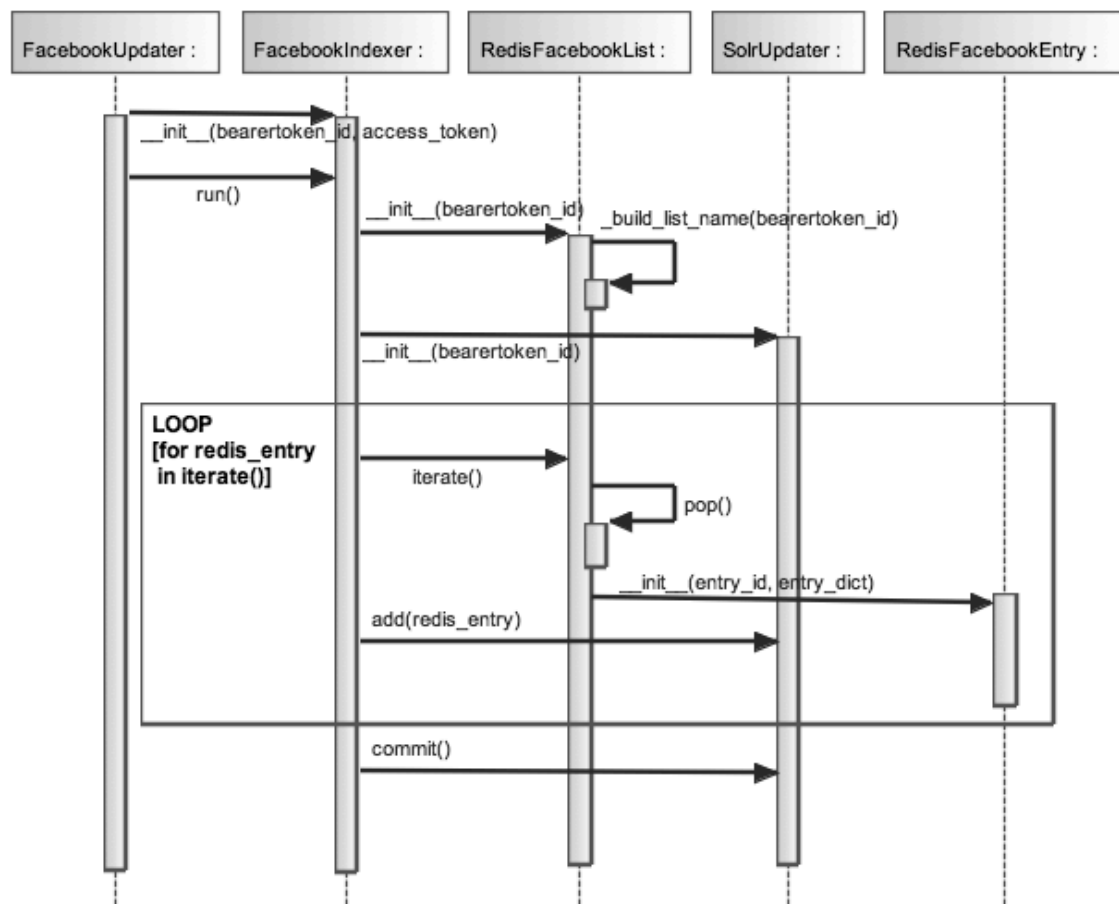 FacebookUpdater :
FacebookIndexer :
RedisFacebookList :
SolrUpdater :
RedisFacebookEntry :
__init__(bearertoken_id, access_token)
run()
__init__(bearertoken_id)
_build_list_name(bearertoken_id)
__init__(bearertoken_id)
LOOP
[for redis_entry
in iterate()]
iterate()
pop()
__init__(entry_id, entry_dict)
add(redis_entry)
commit()